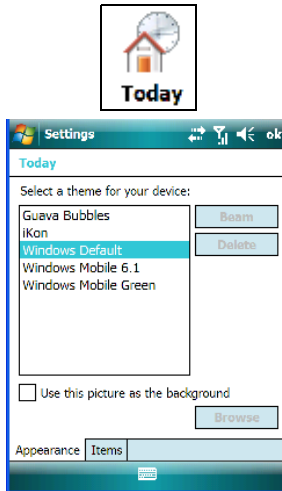 Today
Settings
ok
Today
Select a theme for your device:
Guava Bubbles
iKon
Windows Default
Windows Mobile 6.1
Windows Mobile Green
Beam
Delete
Use this picture as the background
Browse
Appearance Items